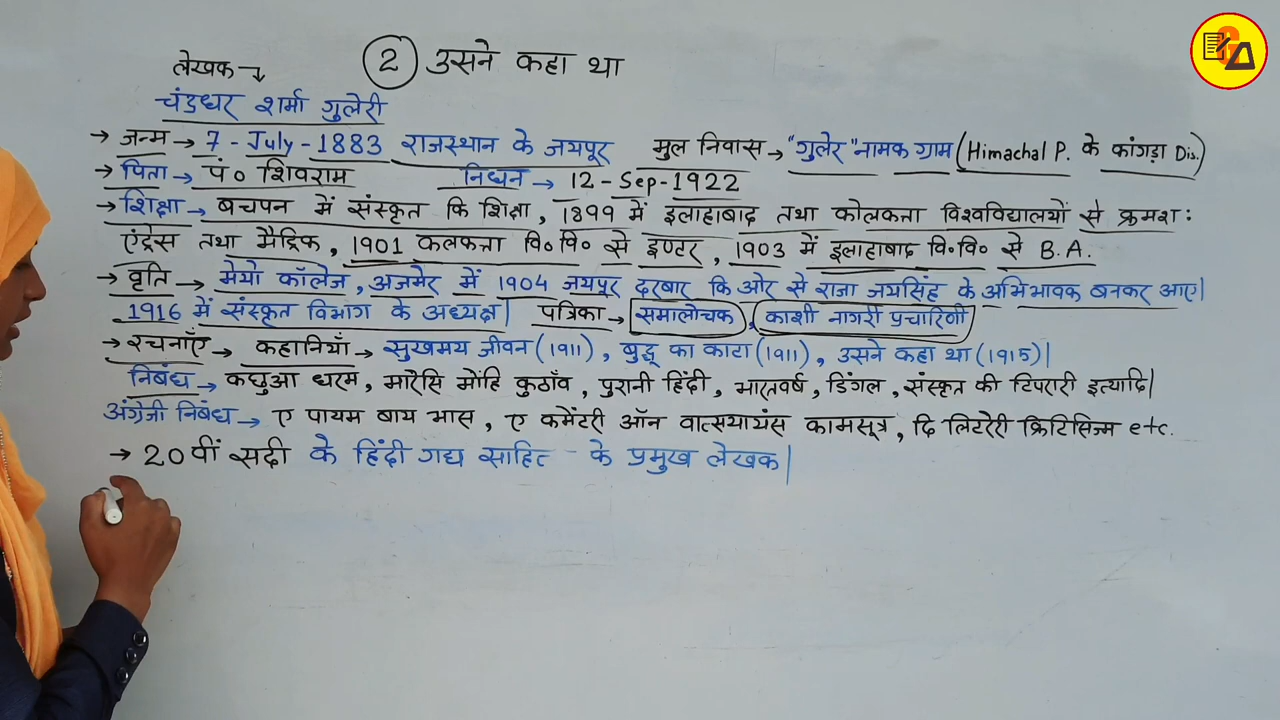 ② उसने कहा था
लेखक ↴
चंडधर शर्मा गुलेरी
→ जन्म → 7 - July - 1883 राजस्थान के जयपूर मुल निवास → "गुलेर" नामक ग्राम (Himachal P. के कांगड़ा Dis.)
→ पिता → पं० शिवराम निधन → 12 - Sep - 1922
→ शिक्षा → बचपन में संस्कृत कि शिक्षा, 1899 में इलाहाबाद तथा कोलकत्ता विश्वविद्यालयों से क्रमश:
एंट्रेस तथा मैट्रिक, 1901 कलकत्ता वि० वि० से इण्टर, 1903 में इलाहाबाद वि० वि० से B.A.
→ वृति → मेयो कॉलेज, अजमेर में 1904 जयपूर दरबार कि ओर से राजा जयसिंह के अभिभावक बनकर आए|
1916 में संस्कृत विभाग के अध्यक्ष| पत्रिका → समालोचक, काशी नागरी प्रचारिणी
→ रचनाएँ → कहानियाँ → सुखमय जीवन (1911), बुद्धू का काटा (1911), उसने कहा था (1915)|
निबंध → कछुआ धरम, मारेसि मोंहि कुठाँव, पुरानी हिंदी, भारतवर्ष, डिंगल, संस्कृत की टिपरारी इत्यादि|
अंग्रेजी निबंध → ए पायम बाय भास, ए कमेंटरी ऑन वात्सयायंस कामसूत्र, दि लिटरेरी क्रिटिसिज्म etc.
→ 20वीं सदी के हिंदी गद्य के प्रमुख लेखक|